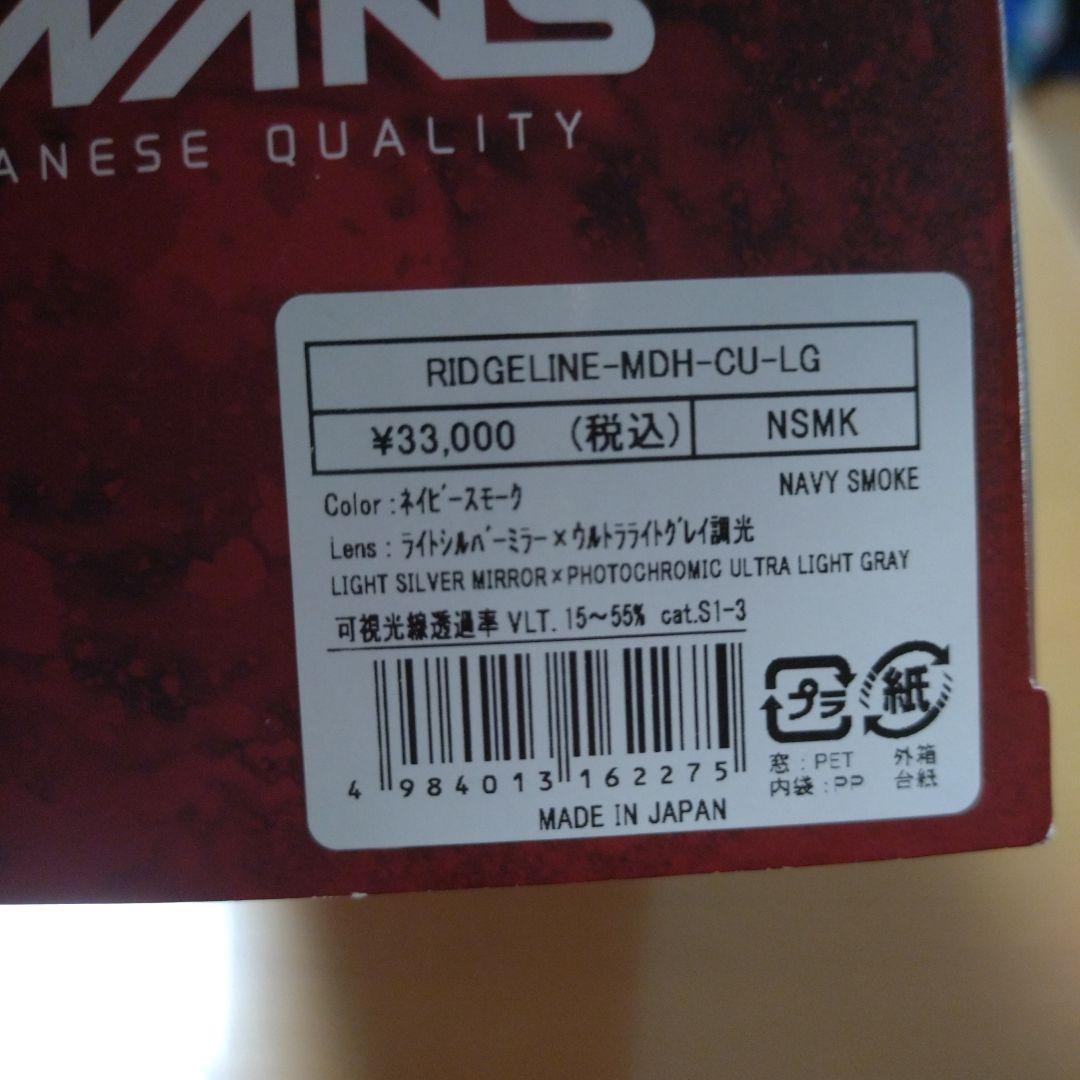 WANS
ANESE QUALITY
RIDGELINE-MDH-CU-LG
¥33,000 (税込) NSMK
NAVY SMOKE
Color : ネイビースモーク
Lens : ライトシルバーミラー×ウルトラライトグレイ調光
LIGHT SILVER MIRROR×PHOTOCHROMIC ULTRA LIGHT GRAY
可視光線透過率 VLT. 15〜55% cat.S1-3
プラ 紙
窓 : PET 外箱
内袋 : PP 台紙
4 984013 162275
MADE IN JAPAN